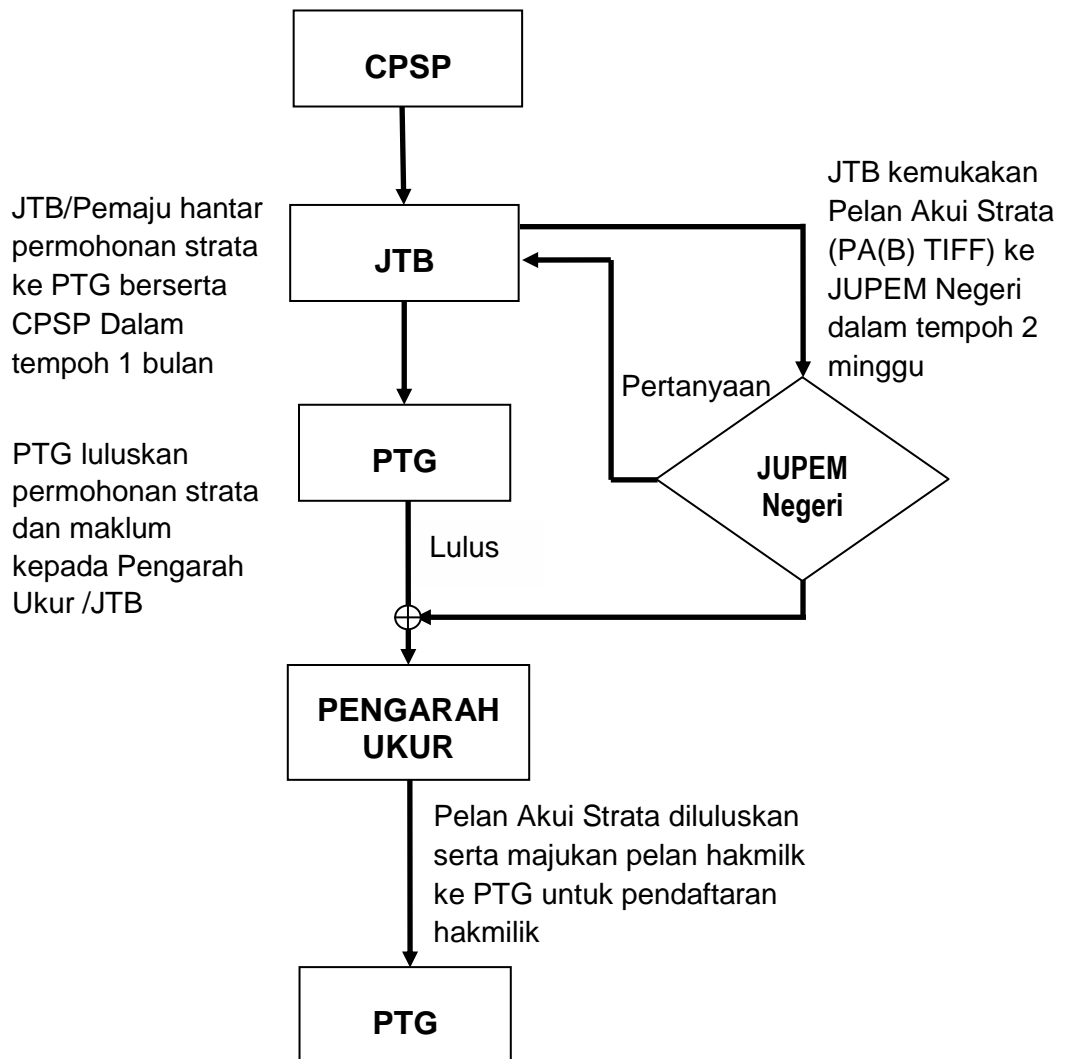 CPSP
JTB/Pemaju hantar
permohonan strata
ke PTG berserta
CPSP Dalam
tempoh 1 bulan
JTB
JTB kemukakan
Pelan Akui Strata
(PA(B) TIFF) ke
JUPEM Negeri
dalam tempoh 2
minggu
Pertanyaan
PTG luluskan
permohonan strata
dan maklum
kepada Pengarah
Ukur /JTB
PTG
JUPEM
Negeri
Lulus
PENGARAH
UKUR
Pelan Akui Strata diluluskan
serta majukan pelan hakmilk
ke PTG untuk pendaftaran
hakmilik
PTG